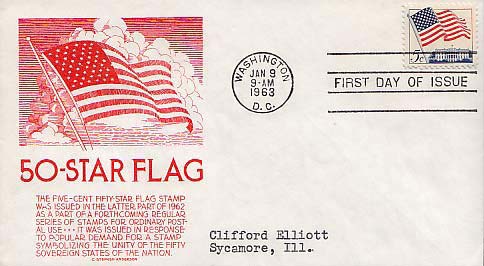 WASHINGTON
JAN 9
9-AM
1963
D.C.
FIRST DAY OF ISSUE
5c
50-STAR FLAG
THE FIVE-CENT FIFTY-STAR FLAG STAMP
WAS ISSUED IN THE LATTER PART OF 1962
AS A PART OF A FORTHCOMING REGULAR
SERIES OF STAMPS FOR ORDINARY POST-
AL USE ··· IT WAS ISSUED IN RESPONSE
TO POPULAR DEMAND FOR A STAMP
SYMBOLIZING THE UNITY OF THE FIFTY
SOVEREIGN STATES OF THE NATION.
C. STEPHEN ANDERSON
Clifford Elliott
Sycamore, Ill.